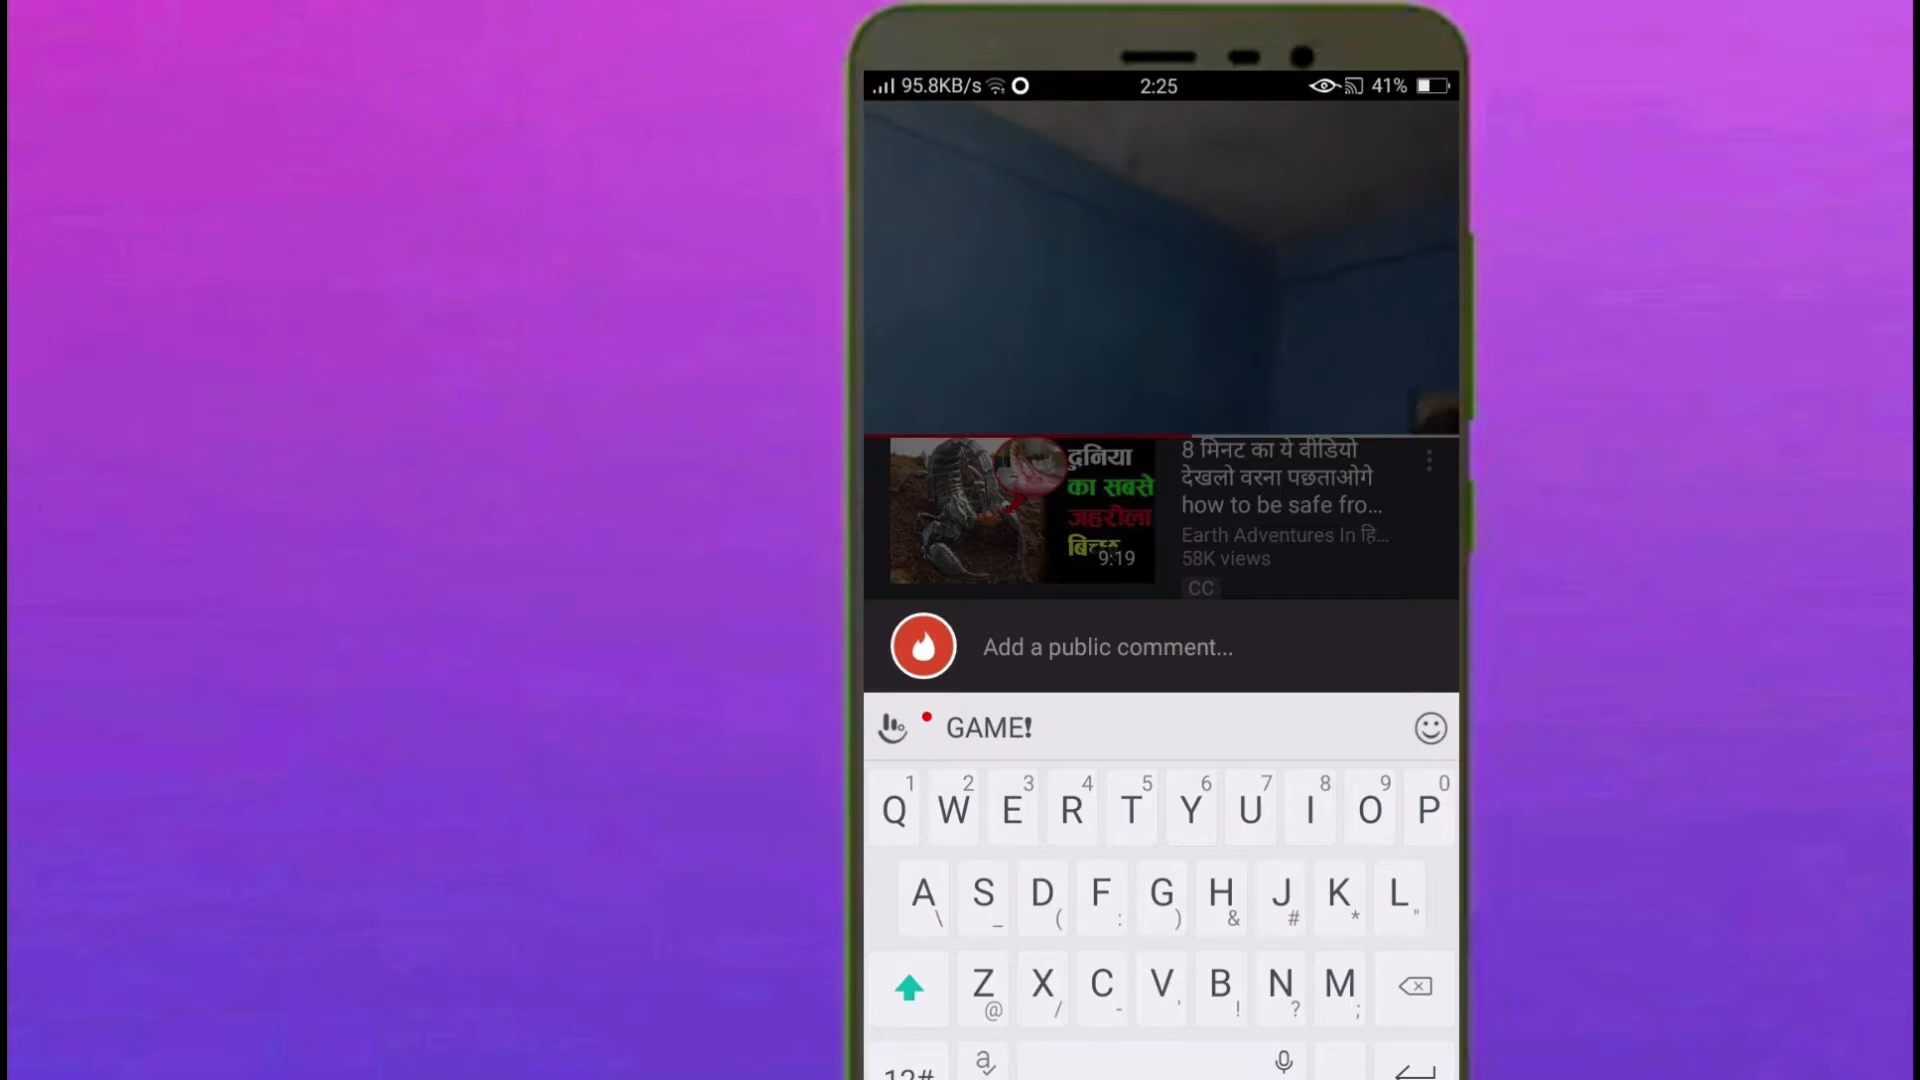 95.8KB/s 2:25 41%
दुनिया
का सबसे
जहरीला
बिच्छू
9:19
8 मिनट का ये वीडियो
देखलो वरना पछताओगे
how to be safe fro...
Earth Adventures In हि...
58K views
CC
Add a public comment...
GAME!
1 2 3 4 5 6 7 8 9 0
Q W E R T Y U I O P
A S D F G H J K L
\ _ ( : ) & # * "
Z X C V B N M
@ / - ' ! ? ;
12# a